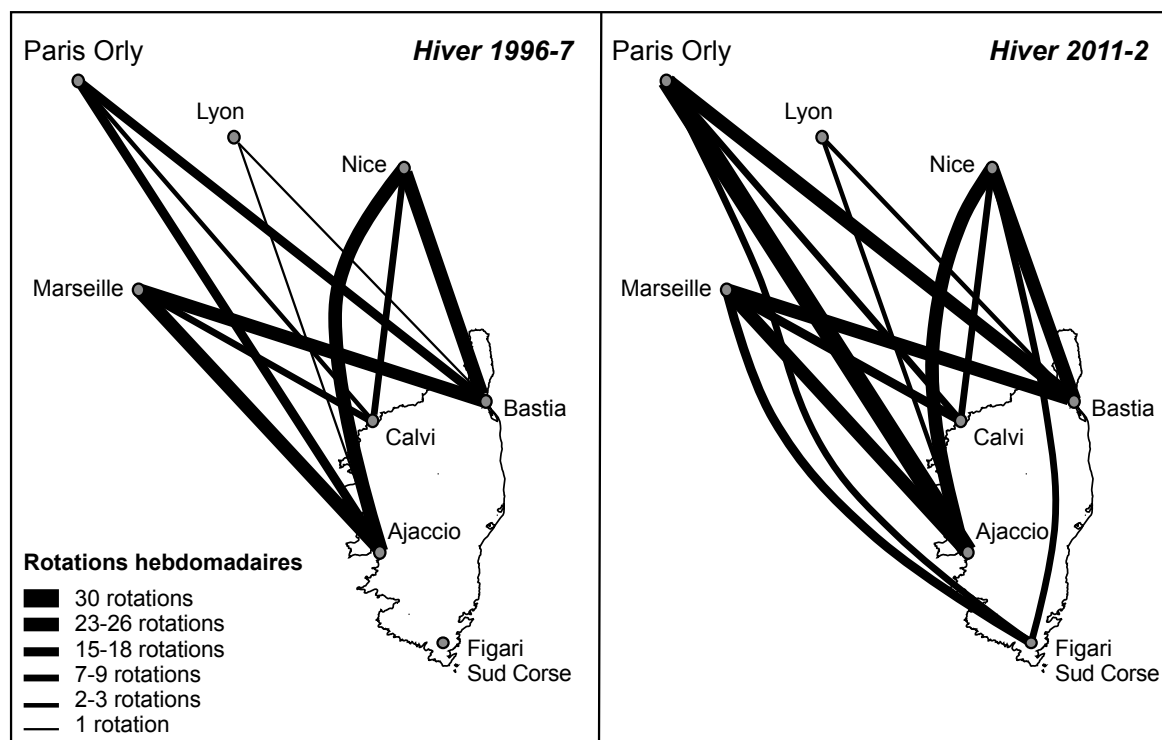 Paris Orly
Hiver 1996-7
Lyon
Nice
Marseille
Bastia
Calvi
Ajaccio
Figari
Sud Corse
Rotations hebdomadaires
30 rotations
23-26 rotations
15-18 rotations
7-9 rotations
2-3 rotations
1 rotation
Paris Orly
Hiver 2011-2
Lyon
Nice
Marseille
Bastia
Calvi
Ajaccio
Figari
Sud Corse